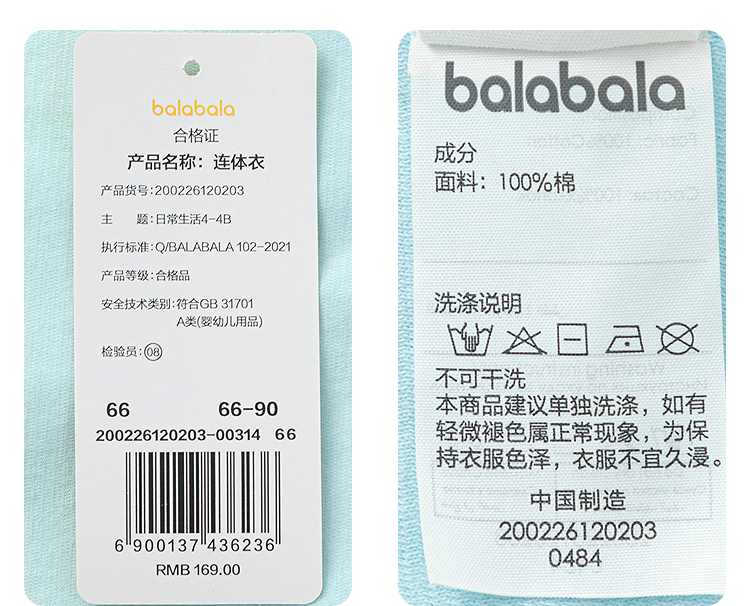 balabala
合格证
产品名称：连体衣
产品货号:200226120203
主　　题:日常生活4-4B
执行标准:Q/BALABALA 102-2021
产品等级:合格品
安全技术类别:符合GB 31701
A类(婴幼儿用品)
检验员:08
66 66-90
200226120203-00314 66
6 900137 436236
RMB 169.00
balabala
成分
面料：100%棉
洗涤说明
不可干洗
本商品建议单独洗涤，如有
轻微褪色属正常现象，为保
持衣服色泽，衣服不宜久浸。
中国制造
200226120203
0484